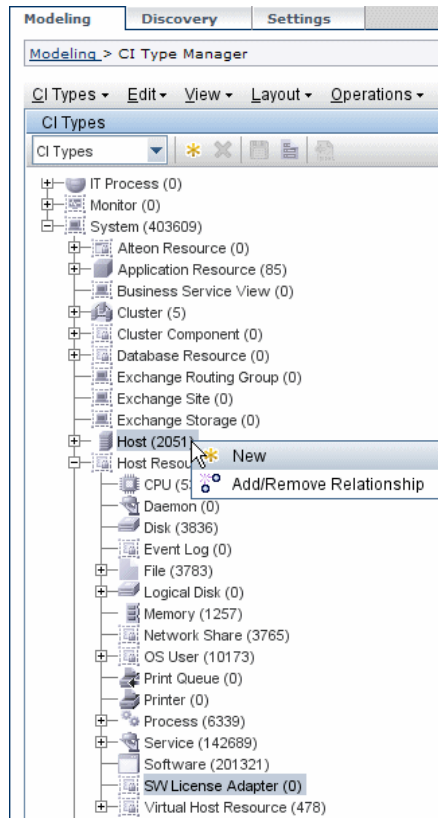 Modeling Discovery Settings
Modeling > CI Type Manager
CI Types Edit View Layout Operations
CI Types
CI Types
IT Process (0)
Monitor (0)
System (403609)
Alteon Resource (0)
Application Resource (85)
Business Service View (0)
Cluster (5)
Cluster Component (0)
Database Resource (0)
Exchange Routing Group (0)
Exchange Site (0)
Exchange Storage (0)
Host (2051)
New
Host Resou
Add/Remove Relationship
CPU (5
Daemon (0)
Disk (3836)
Event Log (0)
File (3783)
Logical Disk (0)
Memory (1257)
Network Share (3765)
OS User (10173)
Print Queue (0)
Printer (0)
Process (6339)
Service (142689)
Software (201321)
SW License Adapter (0)
Virtual Host Resource (478)